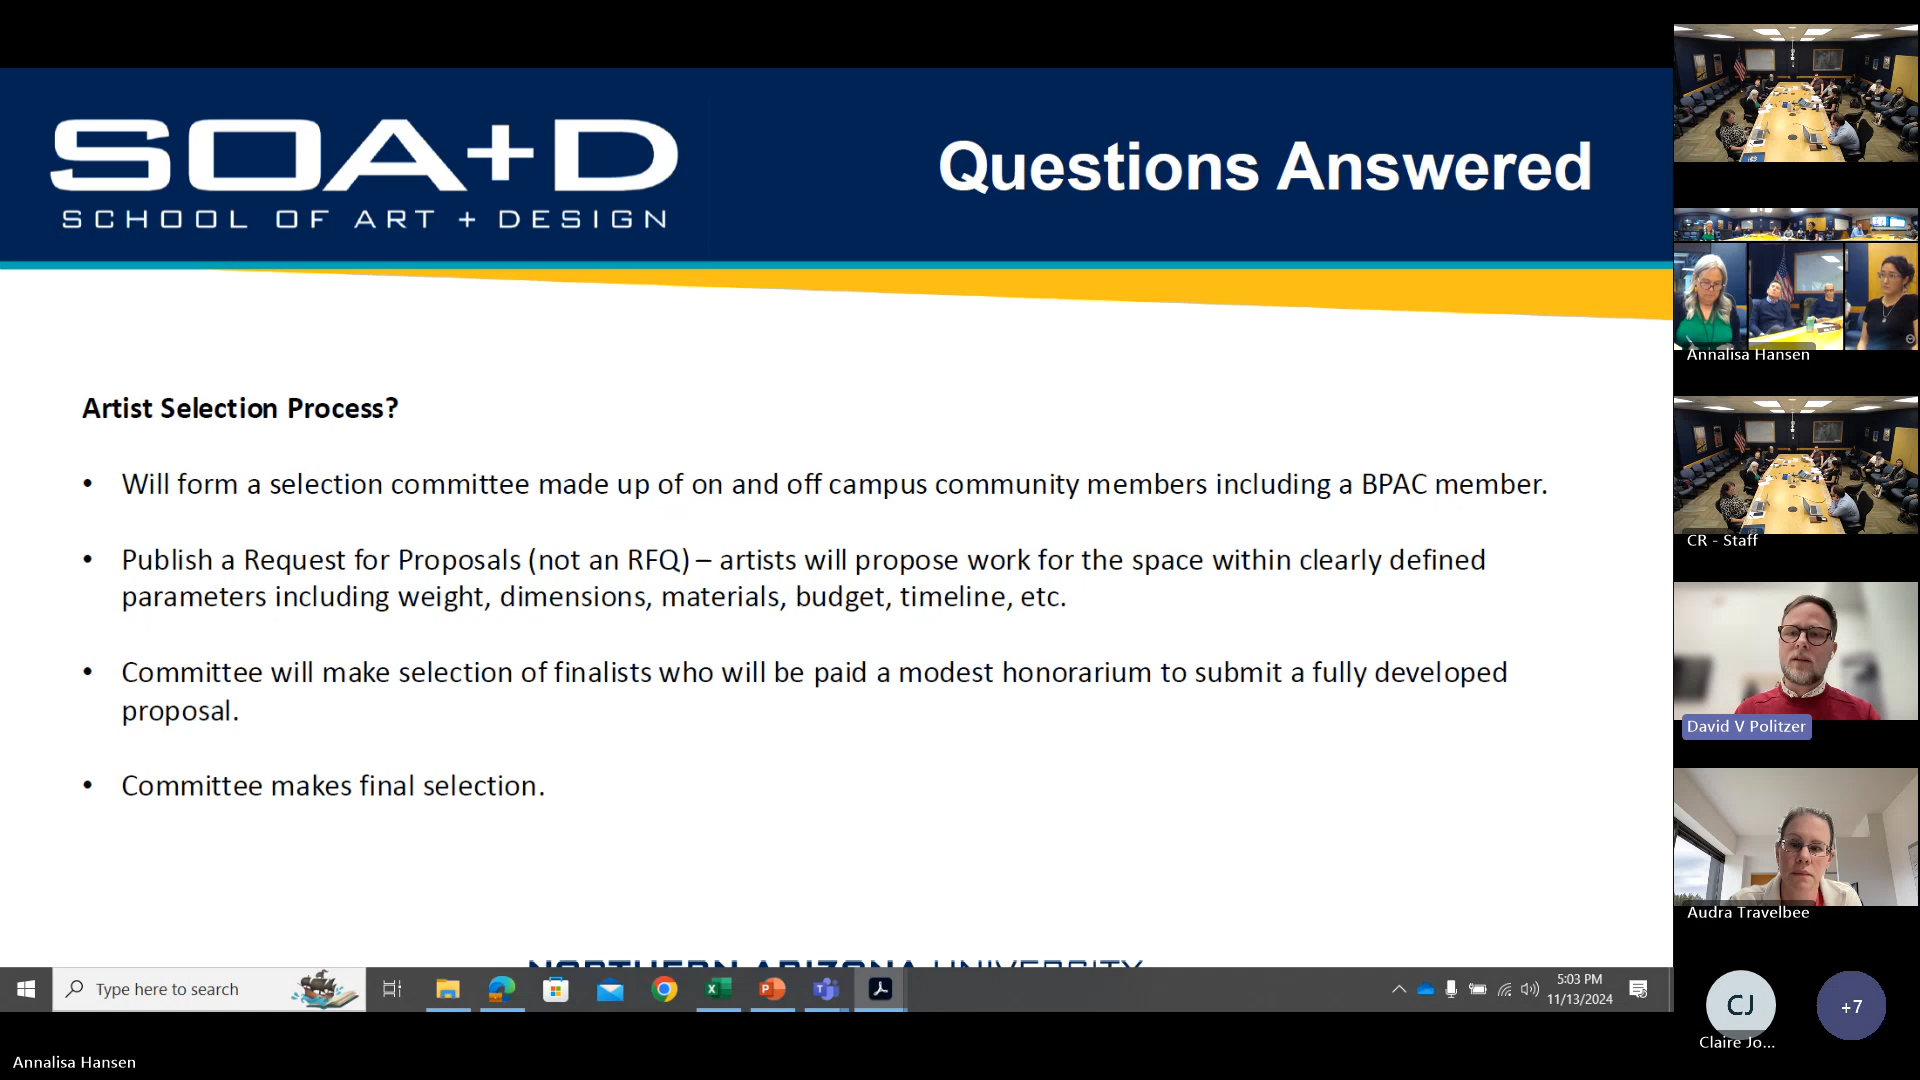 SOA+D
SCHOOL OF ART + DESIGN
Questions Answered
Artist Selection Process?
• Will form a selection committee made up of on and off campus community members including a BPAC member.
• Publish a Request for Proposals (not an RFQ) – artists will propose work for the space within clearly defined
parameters including weight, dimensions, materials, budget, timeline, etc.
• Committee will make selection of finalists who will be paid a modest honorarium to submit a fully developed
proposal.
• Committee makes final selection.
NORTHERN ARIZONA UNIVERSITY
Type here to search
5:03 PM
11/13/2024
Annalisa Hansen
Annalisa Hansen
CR - Staff
David V Politzer
Audra Travelbee
CJ
+7
Claire Jo...